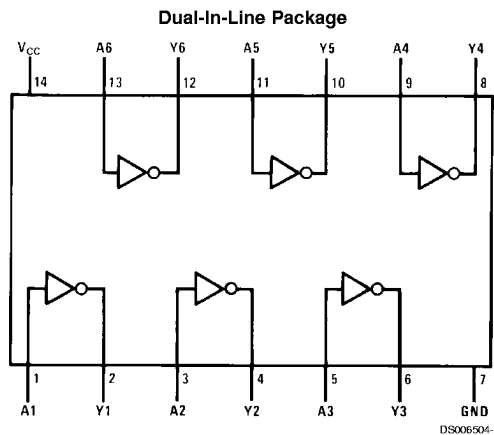 Dual-In-Line Package
VCC A6 Y6 A5 Y5 A4 Y4
14 13 12 11 10 9 8
1 2 3 4 5 6 7
A1 Y1 A2 Y2 A3 Y3 GND
DS006504-